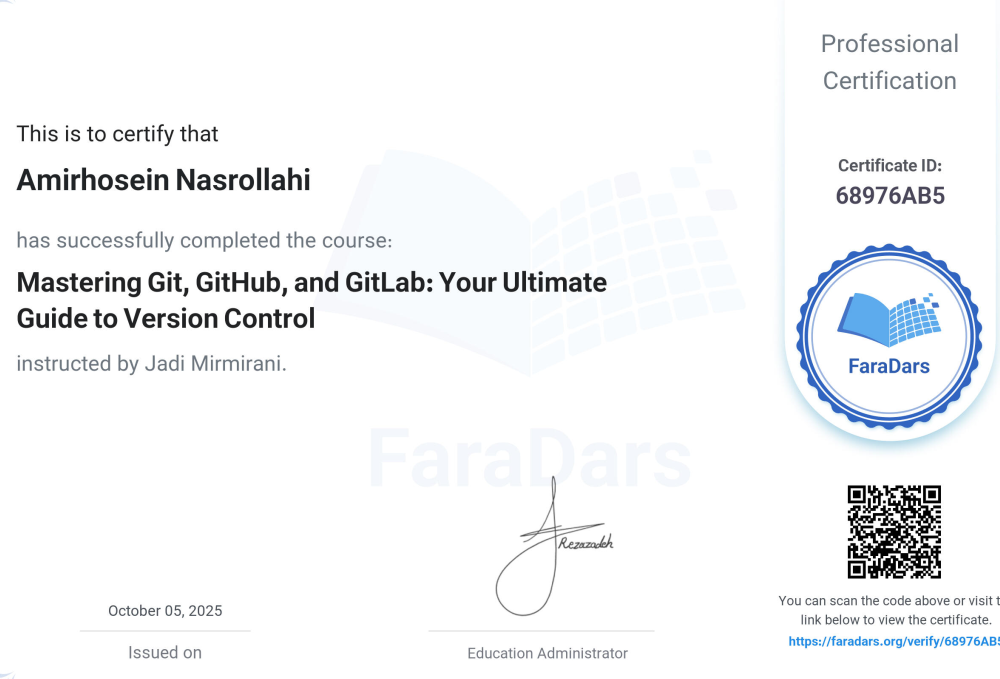 This is to certify that
Amirhosein Nasrollahi
has successfully completed the course:
Mastering Git, GitHub, and GitLab: Your Ultimate
Guide to Version Control
instructed by Jadi Mirmirani.
FaraDars
Rezazadeh
October 05, 2025
Issued on
Education Administrator
Professional
Certification
Certificate ID:
68976AB5
FaraDars
You can scan the code above or visit t
link below to view the certificate.
https://faradars.org/verify/68976AB5